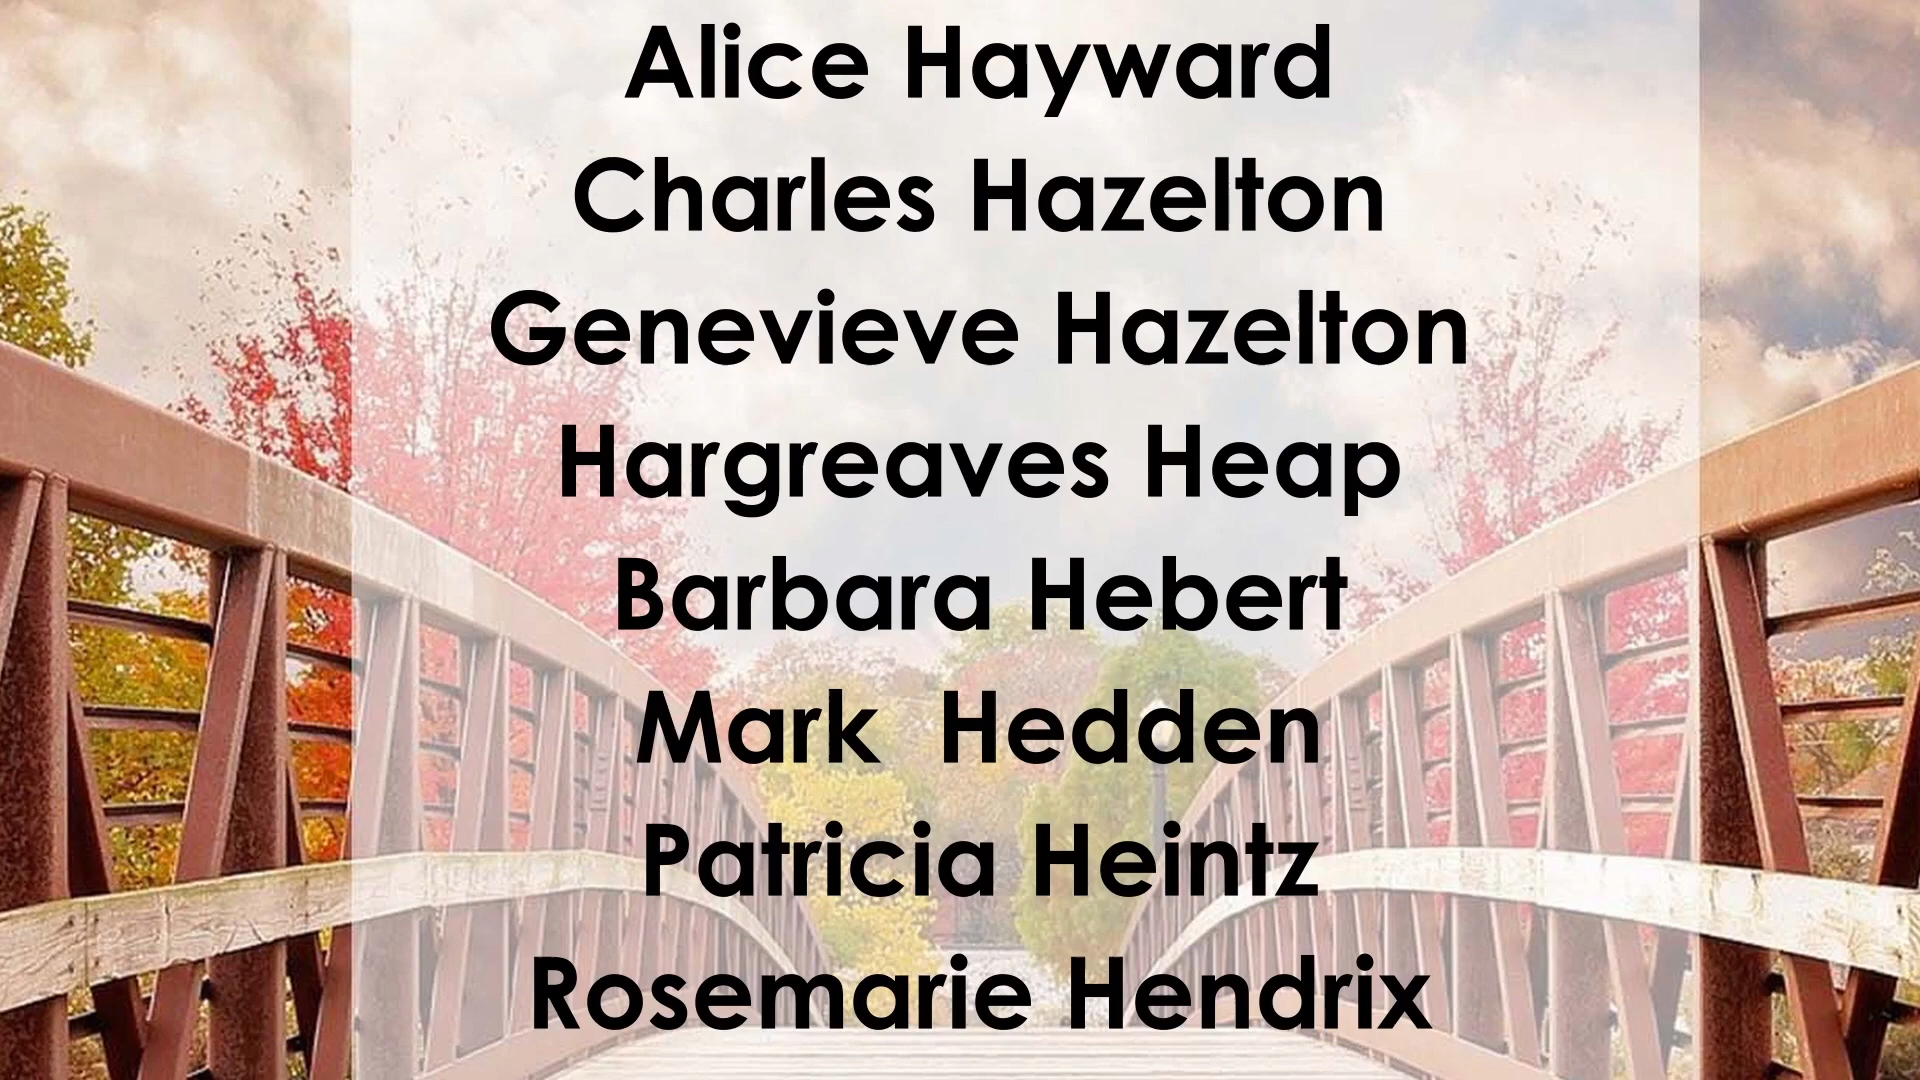 Alice Hayward
Charles Hazelton
Genevieve Hazelton
Hargreaves Heap
Barbara Hebert
Mark  Hedden
Patricia Heintz
Rosemarie Hendrix